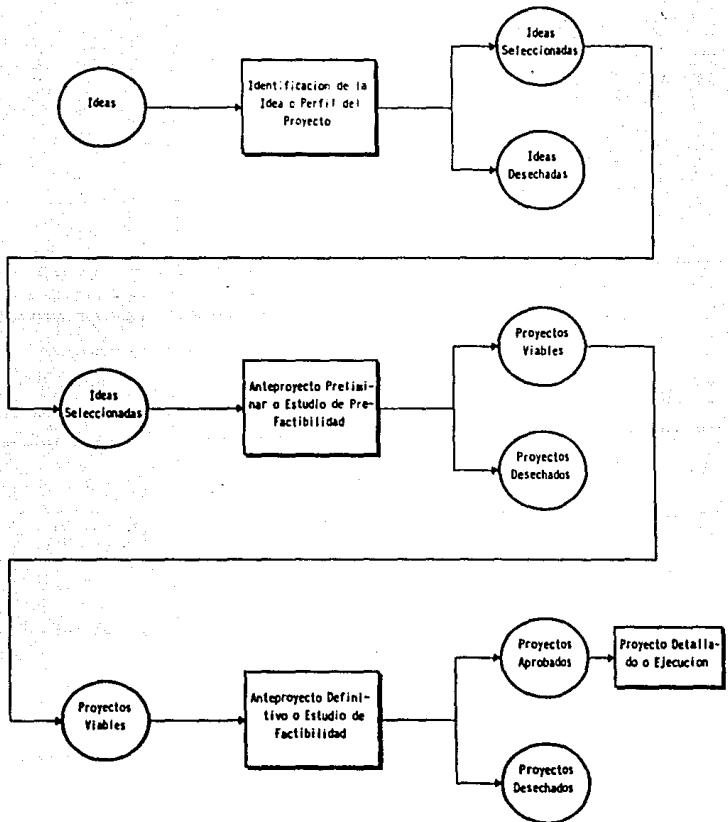 Ideas
Identificacion de la
Idea o Perfil del
Proyecto
Ideas
Seleccionadas
Ideas
Desechadas
Ideas
Seleccionadas
Anteproyecto Prelimi-
nar o Estudio de Pre-
Factibilidad
Proyectos
Viables
Proyectos
Desechados
Proyectos
Viables
Anteproyecto Defini-
tivo o Estudio de
Factibilidad
Proyectos
Aprobados
Proyecto Detalla-
do o Ejecucion
Proyectos
Desechados